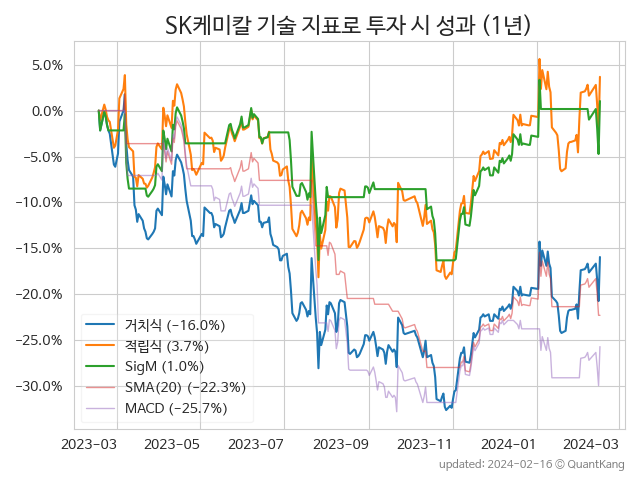 SK케미칼 기술 지표로 투자 시 성과 (1년)
5.0%
0.0%
−5.0%
−10.0%
−15.0%
−20.0%
−25.0%
−30.0%
거치식 (−16.0%)
적립식 (3.7%)
SigM (1.0%)
SMA(20) (−22.3%)
MACD (−25.7%)
2023-03 2023-05 2023-07 2023-09 2023-11 2024-01 2024-03
updated: 2024-02-16 © QuantKang